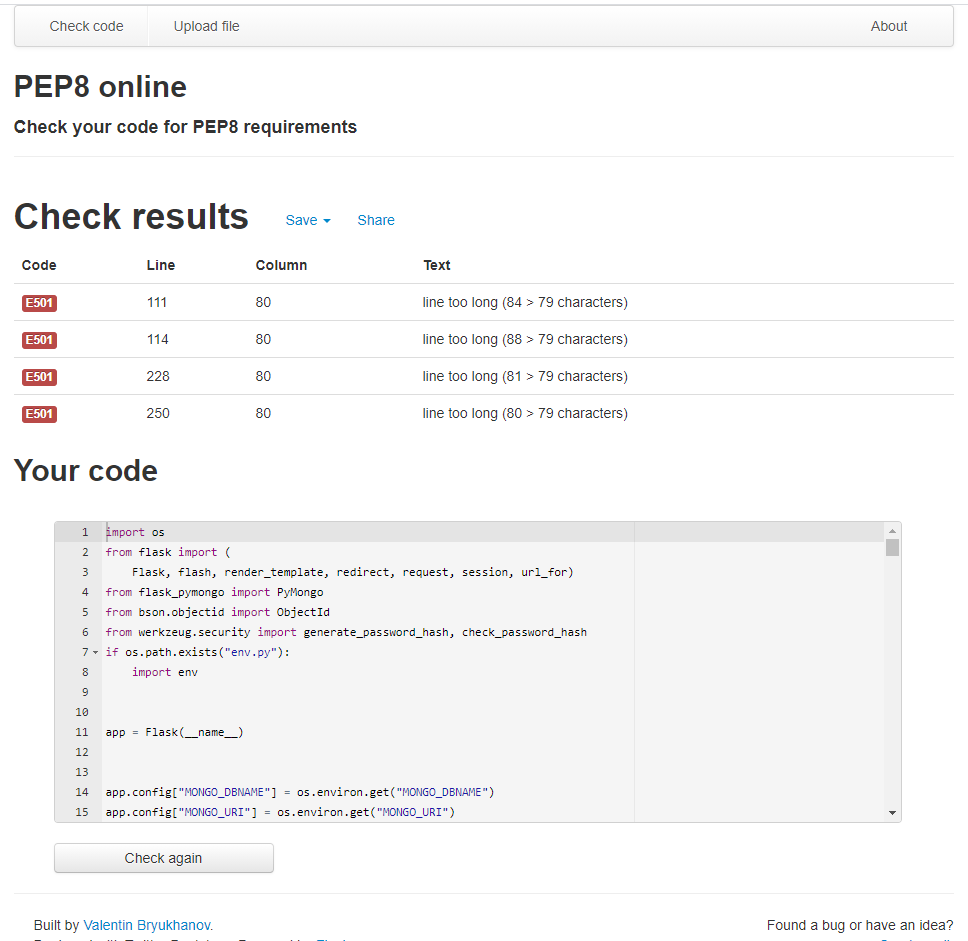 Check code Upload file About
PEP8 online
Check your code for PEP8 requirements
Check results Save Share
Code Line Column Text
E501 111 80 line too long (84 > 79 characters)
E501 114 80 line too long (88 > 79 characters)
E501 228 80 line too long (81 > 79 characters)
E501 250 80 line too long (80 > 79 characters)
Your code
1 import os
2 from flask import (
3     Flask, flash, render_template, redirect, request, session, url_for)
4 from flask_pymongo import PyMongo
5 from bson.objectid import ObjectId
6 from werkzeug.security import generate_password_hash, check_password_hash
7 if os.path.exists("env.py"):
8     import env
9
10
11 app = Flask(__name__)
12
13
14 app.config["MONGO_DBNAME"] = os.environ.get("MONGO_DBNAME")
15 app.config["MONGO_URI"] = os.environ.get("MONGO_URI")
Check again
Built by Valentin Bryukhanov. Found a bug or have an idea?